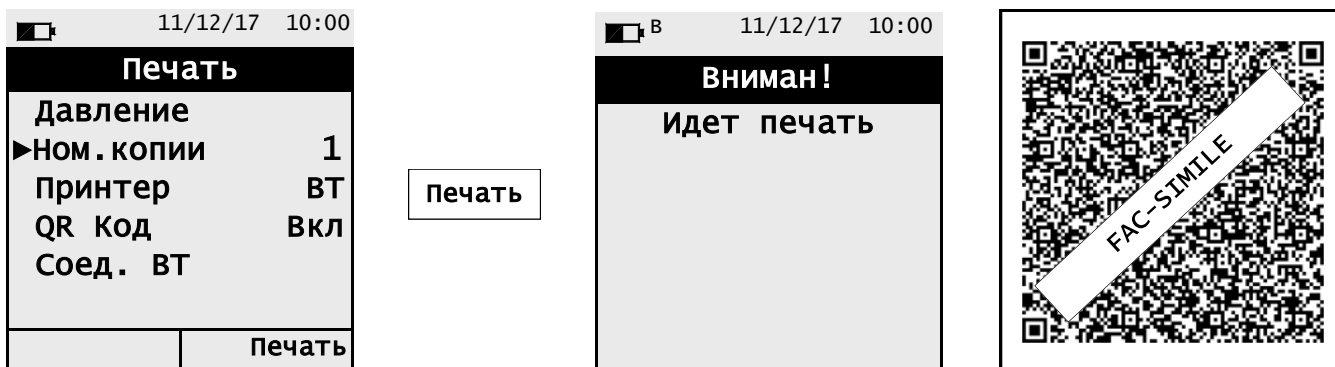 11/12/17 10:00
Печать
Давление
►Ном.копии 1
Принтер BT
QR Код Вкл
Соед. BT
Печать
Печать
B 11/12/17 10:00
Вниман!
Идет печать
FAC-SIMILE